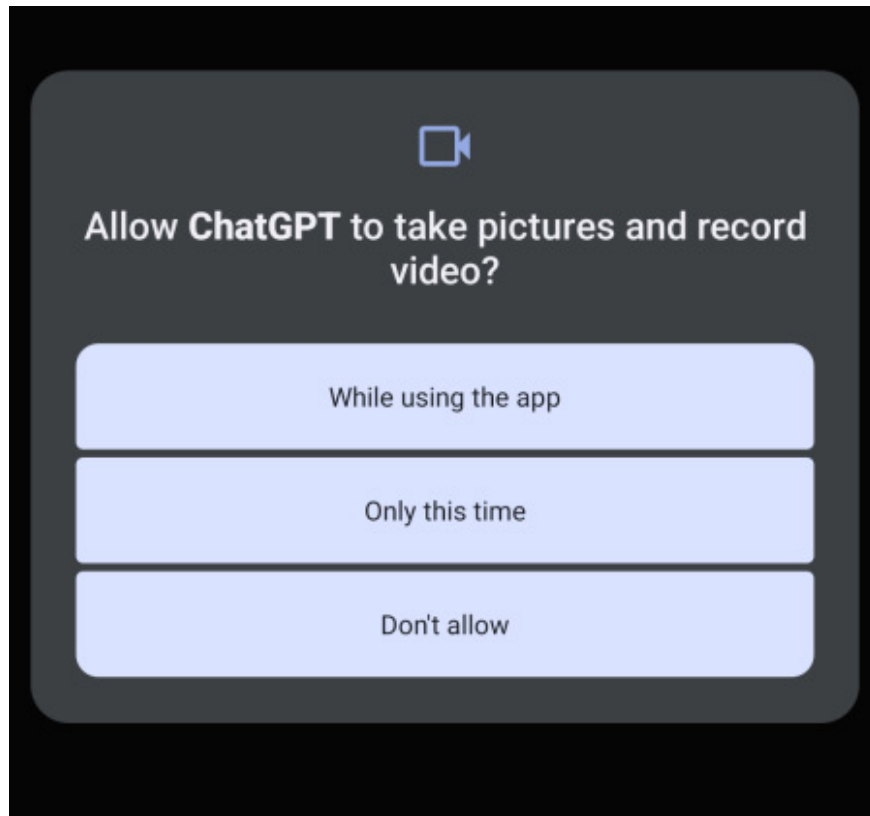 Allow ChatGPT to take pictures and record
video?
While using the app
Only this time
Don't allow